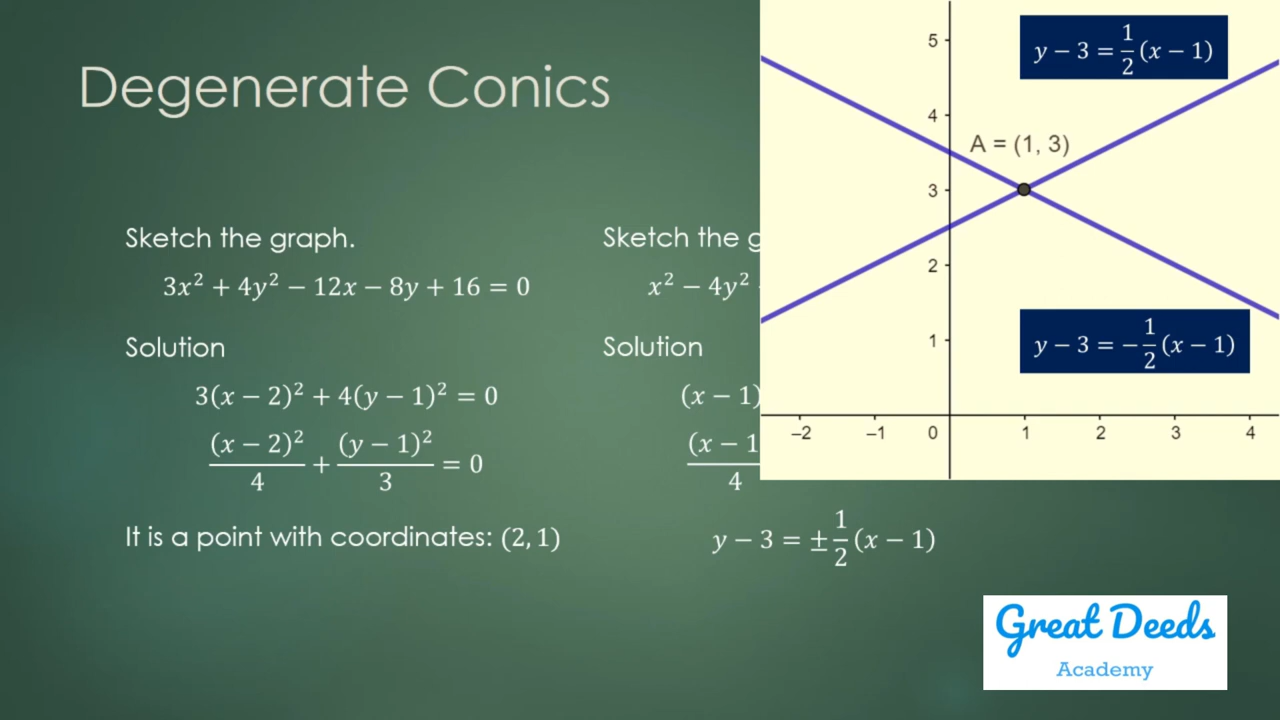 Degenerate Conics
Sketch the graph.
3x² + 4y² − 12x − 8y + 16 = 0
Solution
3(x − 2)² + 4(y − 1)² = 0
(x − 2)²/4 + (y − 1)²/3 = 0
It is a point with coordinates: (2, 1)
Sketch the
x² − 4y²
Solution
(x − 1)
(x − 1
4
y − 3 = ±1/2(x − 1)
y − 3 = 1/2(x − 1)
A = (1, 3)
y − 3 = −1/2(x − 1)
5
4
3
2
1
–2 –1 0 1 2 3 4
Great Deeds
Academy